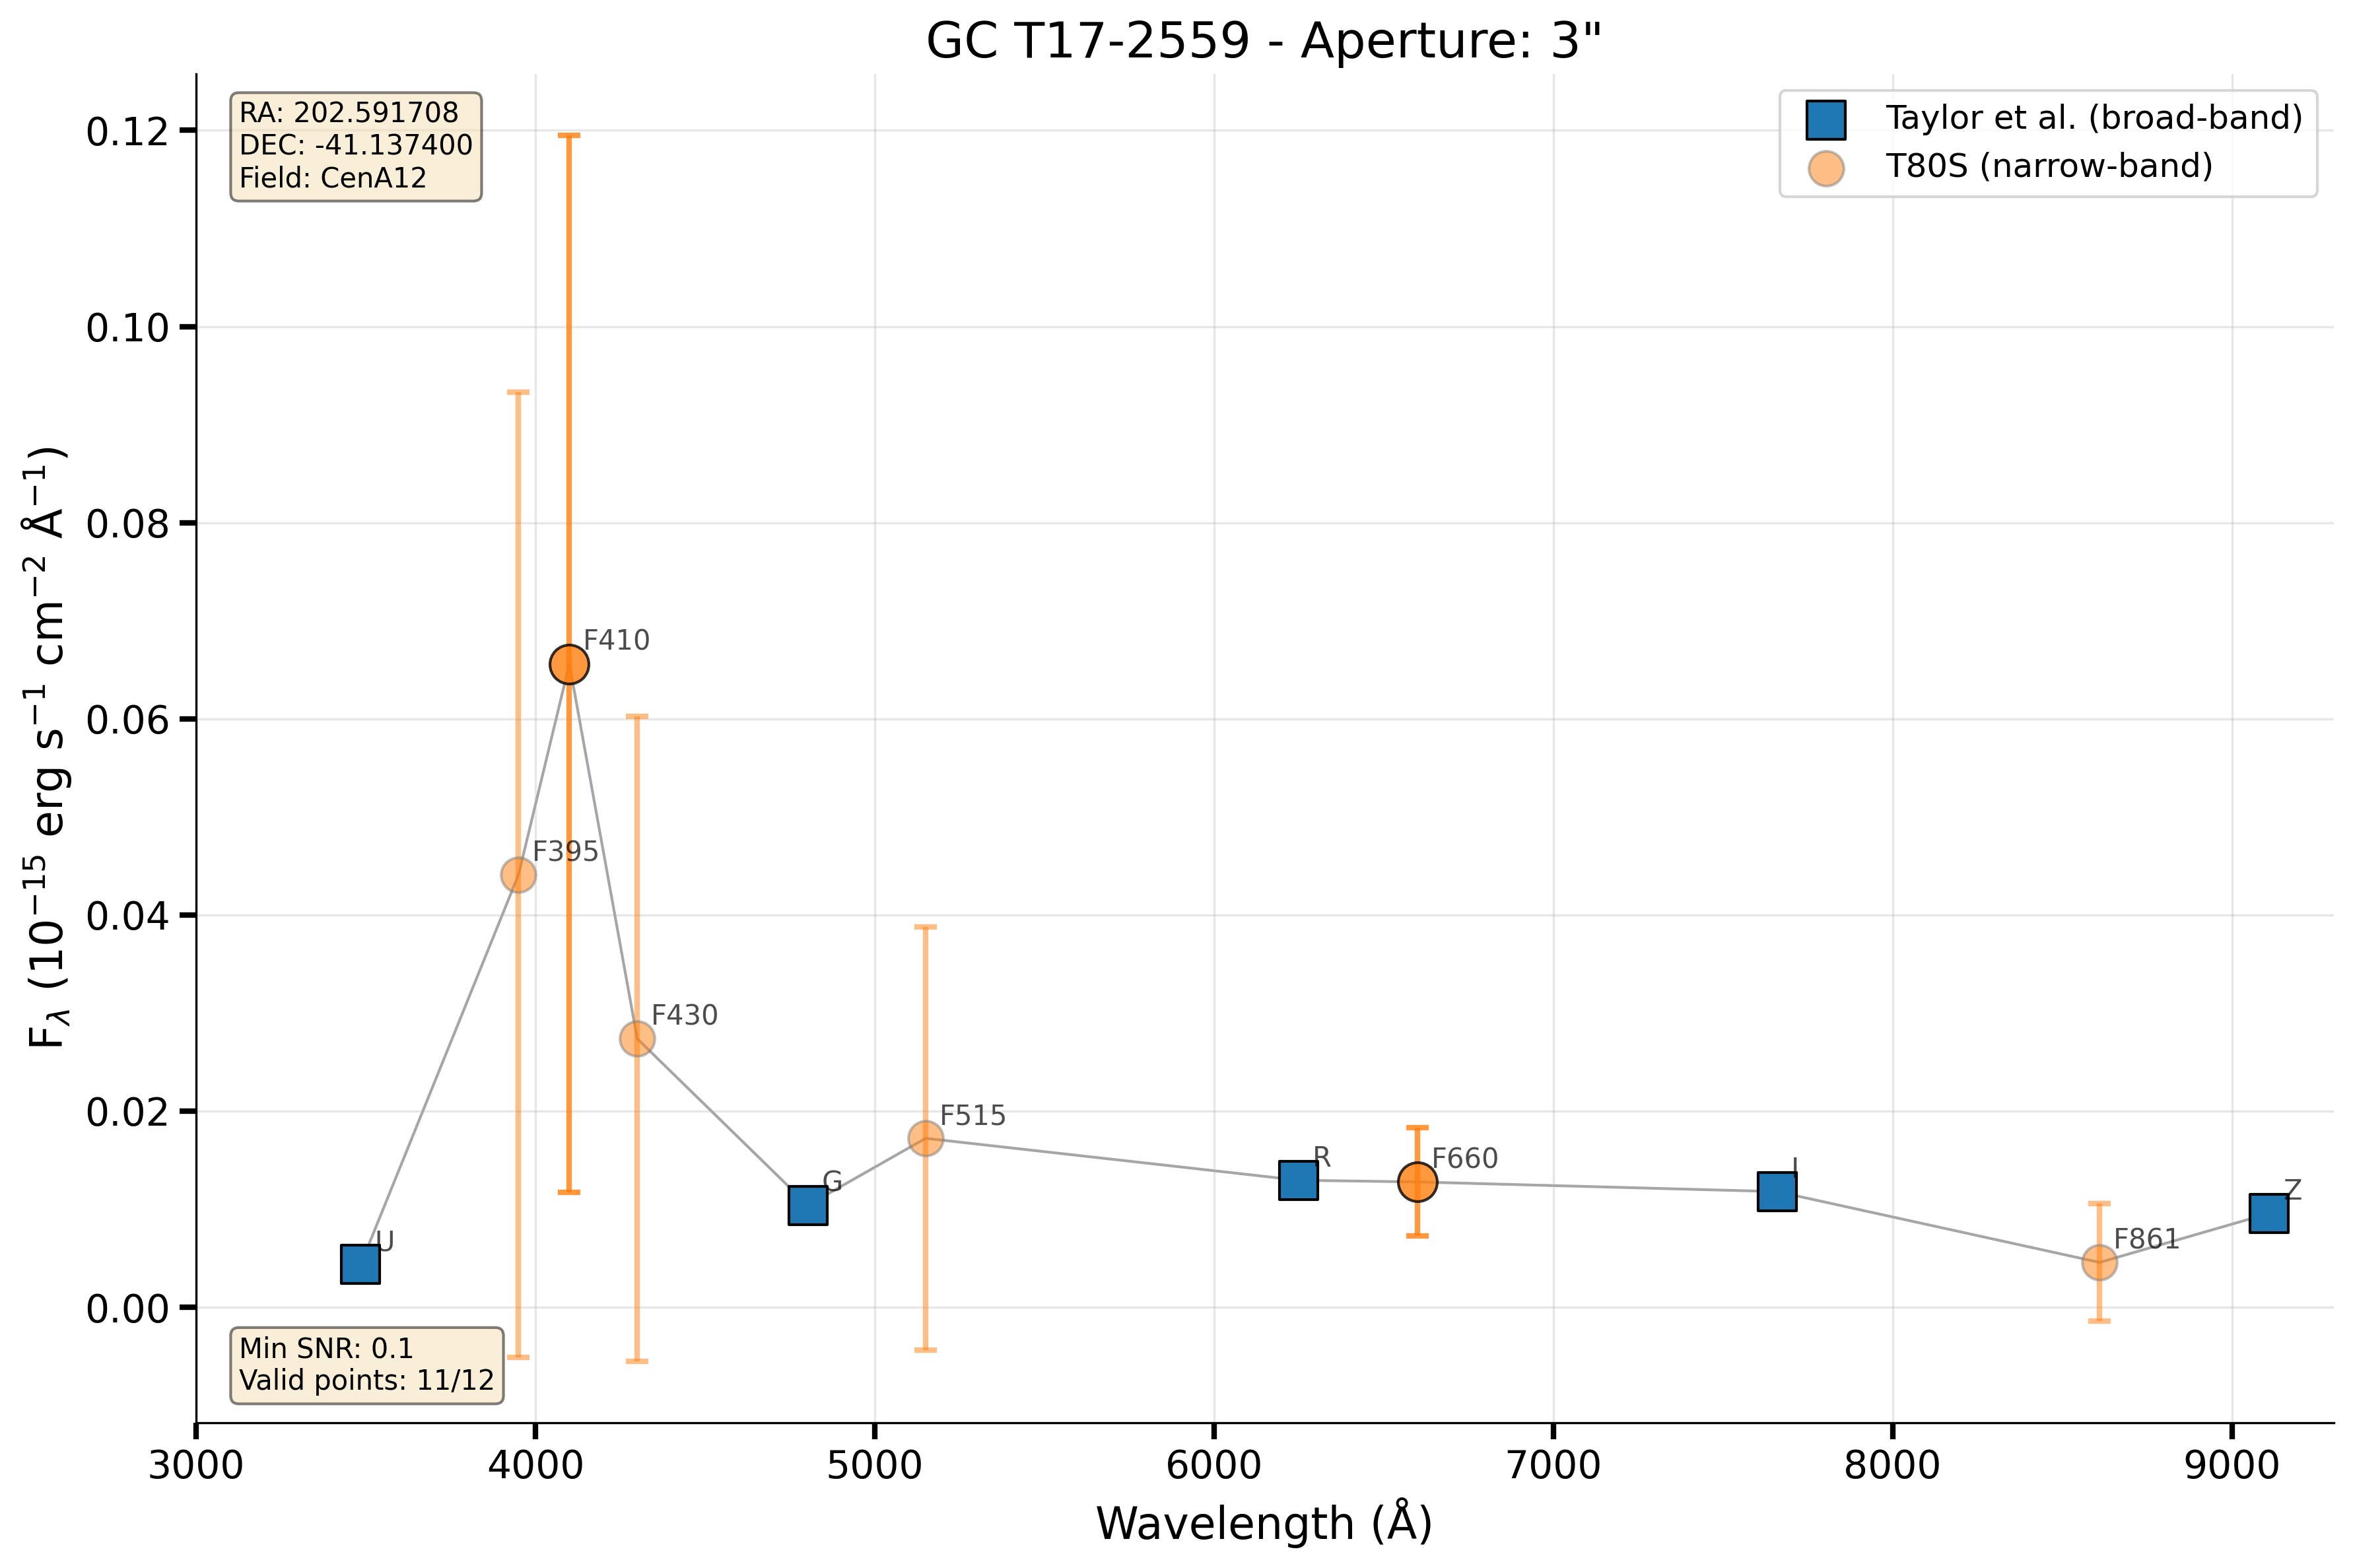 GC T17-2559 - Aperture: 3"
RA: 202.591708
DEC: -41.137400
Field: CenA12
Taylor et al. (broad-band)
T80S (narrow-band)
0.12
0.10
0.08
0.06
0.04
0.02
0.00
F$_{λ}$ (10$^{−15}$ erg s$^{−1}$ cm$^{−2}$ Å$^{−1}$)
F410
F395
F430
F515
G
U
R
F660
I
F861
Z
Min SNR: 0.1
Valid points: 11/12
3000 4000 5000 6000 7000 8000 9000
Wavelength (Å)